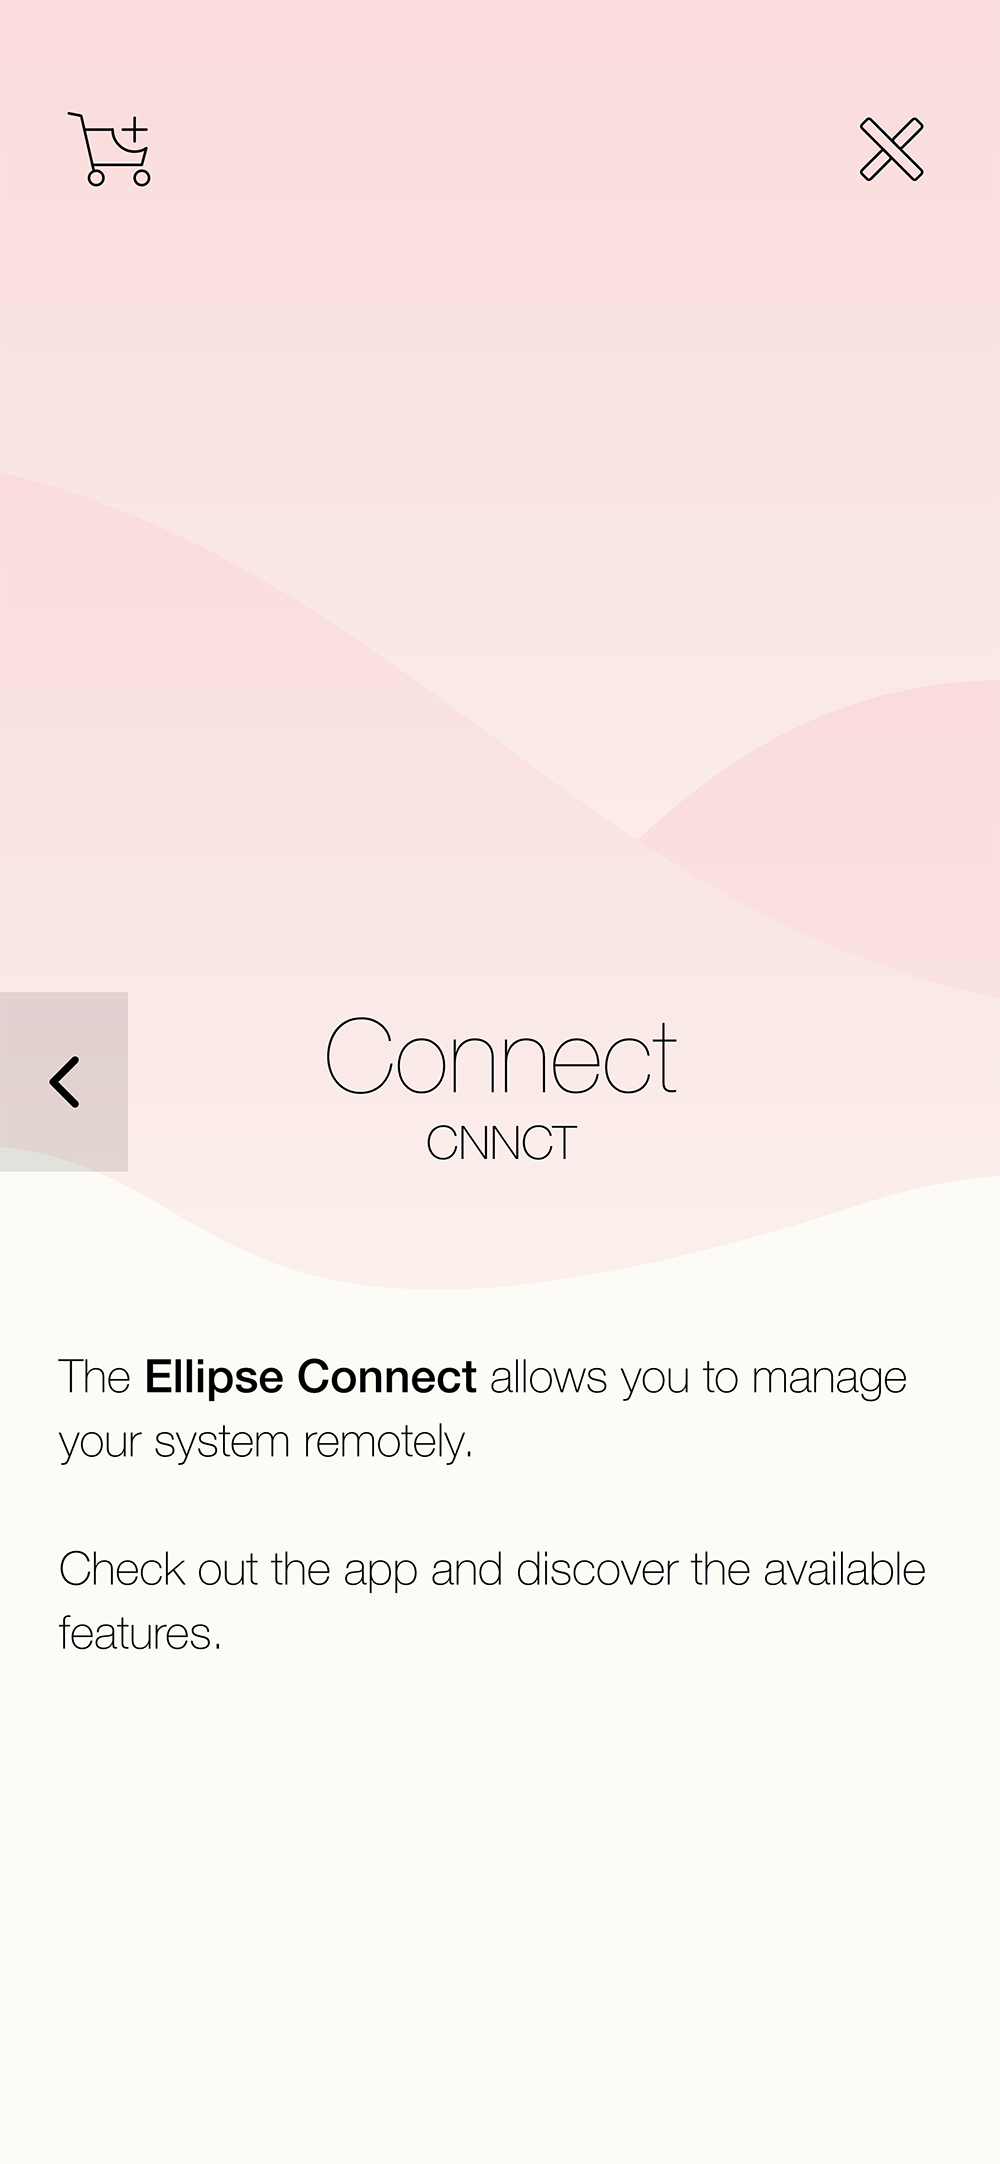 Connect
CNNCT
The Ellipse Connect allows you to manage
your system remotely.
Check out the app and discover the available
features.